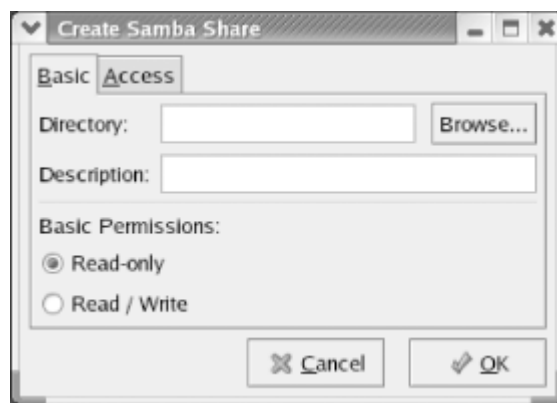 Create Samba Share
Basic Access
Directory: Browse...
Description:
Basic Permissions:
Read-only
Read / Write
Cancel OK